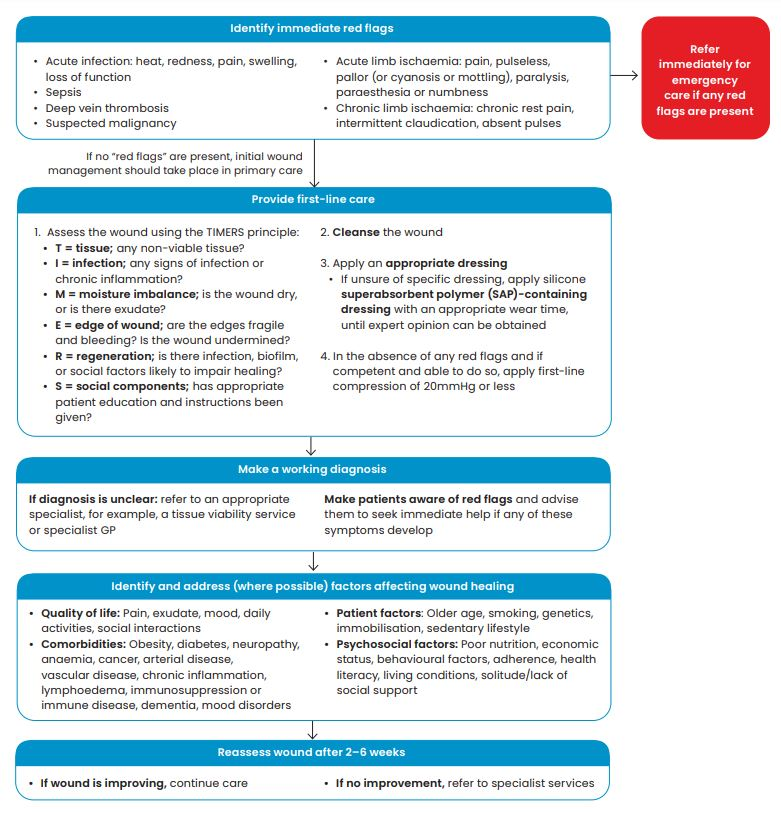 Identify immediate red flags
• Acute infection: heat, redness, pain, swelling,
loss of function
• Sepsis
• Deep vein thrombosis
• Suspected malignancy
• Acute limb ischaemia: pain, pulseless,
pallor (or cyanosis or mottling), paralysis,
paraesthesia or numbness
• Chronic limb ischaemia: chronic rest pain,
intermittent claudication, absent pulses
Refer
immediately for
emergency
care if any red
flags are present
If no “red flags” are present, initial wound
management should take place in primary care
Provide first-line care
1. Assess the wound using the TIMERS principle:
• T = tissue; any non-viable tissue?
• I = infection; any signs of infection or
chronic inflammation?
• M = moisture imbalance; is the wound dry,
or is there exudate?
• E = edge of wound; are the edges fragile
and bleeding? Is the wound undermined?
• R = regeneration; is there infection, biofilm,
or social factors likely to impair healing?
• S = social components; has appropriate
patient education and instructions been
given?
2. Cleanse the wound
3. Apply an appropriate dressing
• If unsure of specific dressing, apply silicone
superabsorbent polymer (SAP)-containing
dressing with an appropriate wear time,
until expert opinion can be obtained
4. In the absence of any red flags and if
competent and able to do so, apply first-line
compression of 20mmHg or less
Make a working diagnosis
If diagnosis is unclear: refer to an appropriate
specialist, for example, a tissue viability service
or specialist GP
Make patients aware of red flags and advise
them to seek immediate help if any of these
symptoms develop
Identify and address (where possible) factors affecting wound healing
• Quality of life: Pain, exudate, mood, daily
activities, social interactions
• Comorbidities: Obesity, diabetes, neuropathy,
anaemia, cancer, arterial disease,
vascular disease, chronic inflammation,
lymphoedema, immunosuppression or
immune disease, dementia, mood disorders
• Patient factors: Older age, smoking, genetics,
immobilisation, sedentary lifestyle
• Psychosocial factors: Poor nutrition, economic
status, behavioural factors, adherence, health
literacy, living conditions, solitude/lack of
social support
Reassess wound after 2–6 weeks
• If wound is improving, continue care
• If no improvement, refer to specialist services